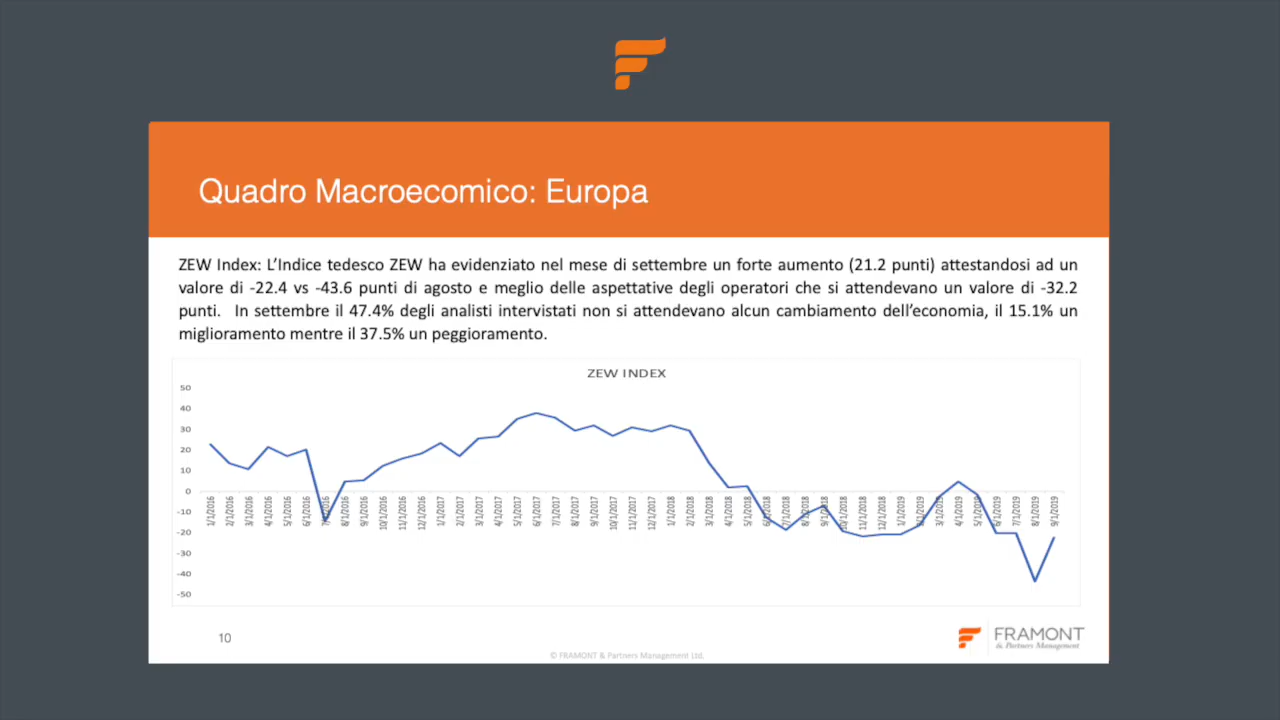 Quadro Macroecomico: Europa
ZEW Index: L'Indice tedesco ZEW ha evidenziato nel mese di settembre un forte aumento (21.2 punti) attestandosi ad un
valore di -22.4 vs -43.6 punti di agosto e meglio delle aspettative degli operatori che si attendevano un valore di -32.2
punti. In settembre il 47.4% degli analisti intervistati non si attendevano alcun cambiamento dell'economia, il 15.1% un
miglioramento mentre il 37.5% un peggioramento.
ZEW INDEX
50
40
30
20
10
0
-10
-20
-30
-40
-50
1/1/2016 2/1/2016 3/1/2016 4/1/2016 5/1/2016 6/1/2016 7/1/2016 8/1/2016 9/1/2016 10/1/2016 11/1/2016 12/1/2016 1/1/2017 2/1/2017 3/1/2017 4/1/2017 5/1/2017 6/1/2017 7/1/2017 8/1/2017 9/1/2017 10/1/2017 11/1/2017 12/1/2017 1/1/2018 2/1/2018 3/1/2018 4/1/2018 5/1/2018 6/1/2018 7/1/2018 8/1/2018 9/1/2018 10/1/2018 11/1/2018 12/1/2018 1/1/2019 2/1/2019 3/1/2019 4/1/2019 5/1/2019 6/1/2019 7/1/2019 8/1/2019 9/1/2019
10
FRAMONT
& Partners Management
© FRAMONT & Partners Management Ltd.